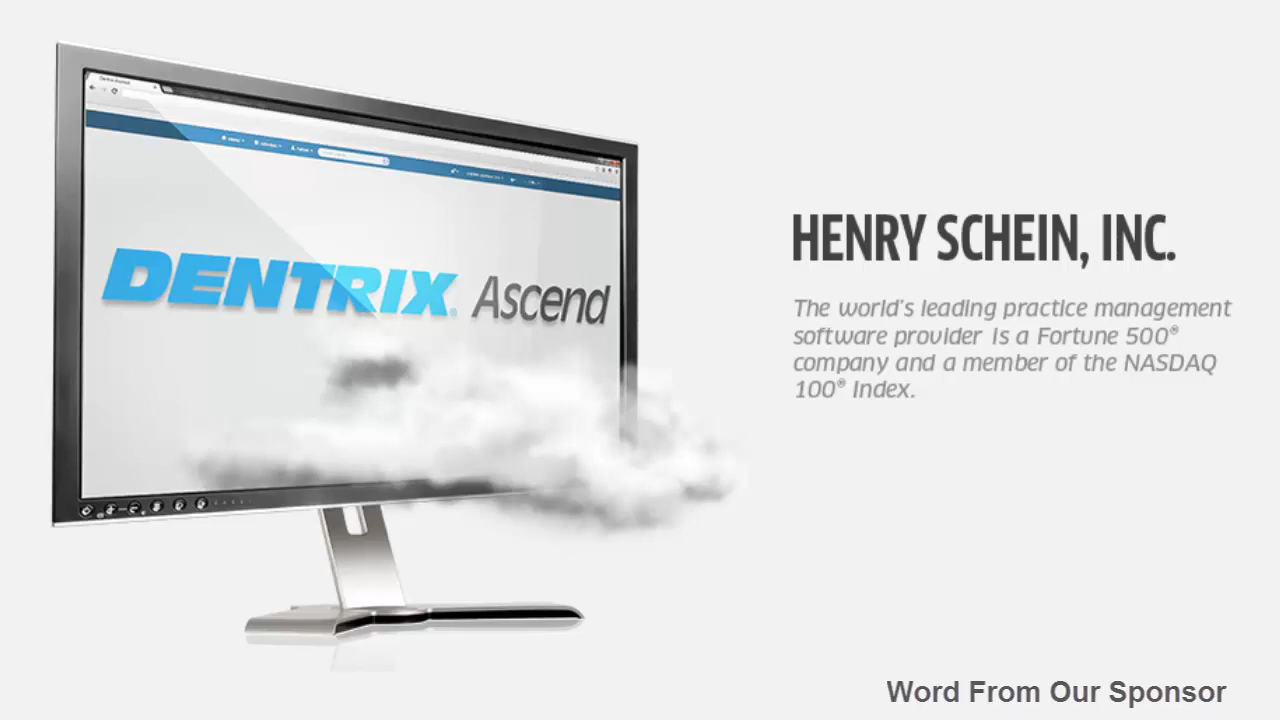 DENTRIX® Ascend
HENRY SCHEIN, INC.
The world's leading practice management
software provider is a Fortune 500®
company and a member of the NASDAQ
100® Index.
Word From Our Sponsor